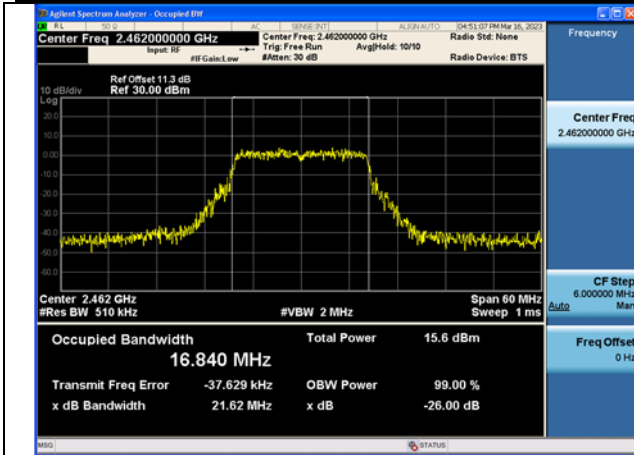 Agilent Spectrum Analyzer - Occupied BW
RL 50 Ω AC SENSE:INT ALIGN AUTO 04:51:07 PM Mar 16, 2023
Center Freq 2.462000000 GHz Center Freq: 2.462000000 GHz Radio Std: None
Input: RF Trig: Free Run Avg|Hold: 10/10
#IFGain:Low #Atten: 30 dB Radio Device: BTS
Ref Offset 11.3 dB
10 dB/div Ref 30.00 dBm
Log
20.0
10.0
0.00
-10.0
-20.0
-30.0
-40.0
-50.0
-60.0
Center 2.462 GHz Span 60 MHz
#Res BW 510 kHz #VBW 2 MHz Sweep 1 ms
Occupied Bandwidth Total Power 15.6 dBm
16.840 MHz
Transmit Freq Error -37.629 kHz OBW Power 99.00 %
x dB Bandwidth 21.62 MHz x dB -26.00 dB
MSG STATUS
Frequency
Center Freq
2.462000000 GHz
CF Step
6.000000 MHz
Auto Man
Freq Offset
0 Hz